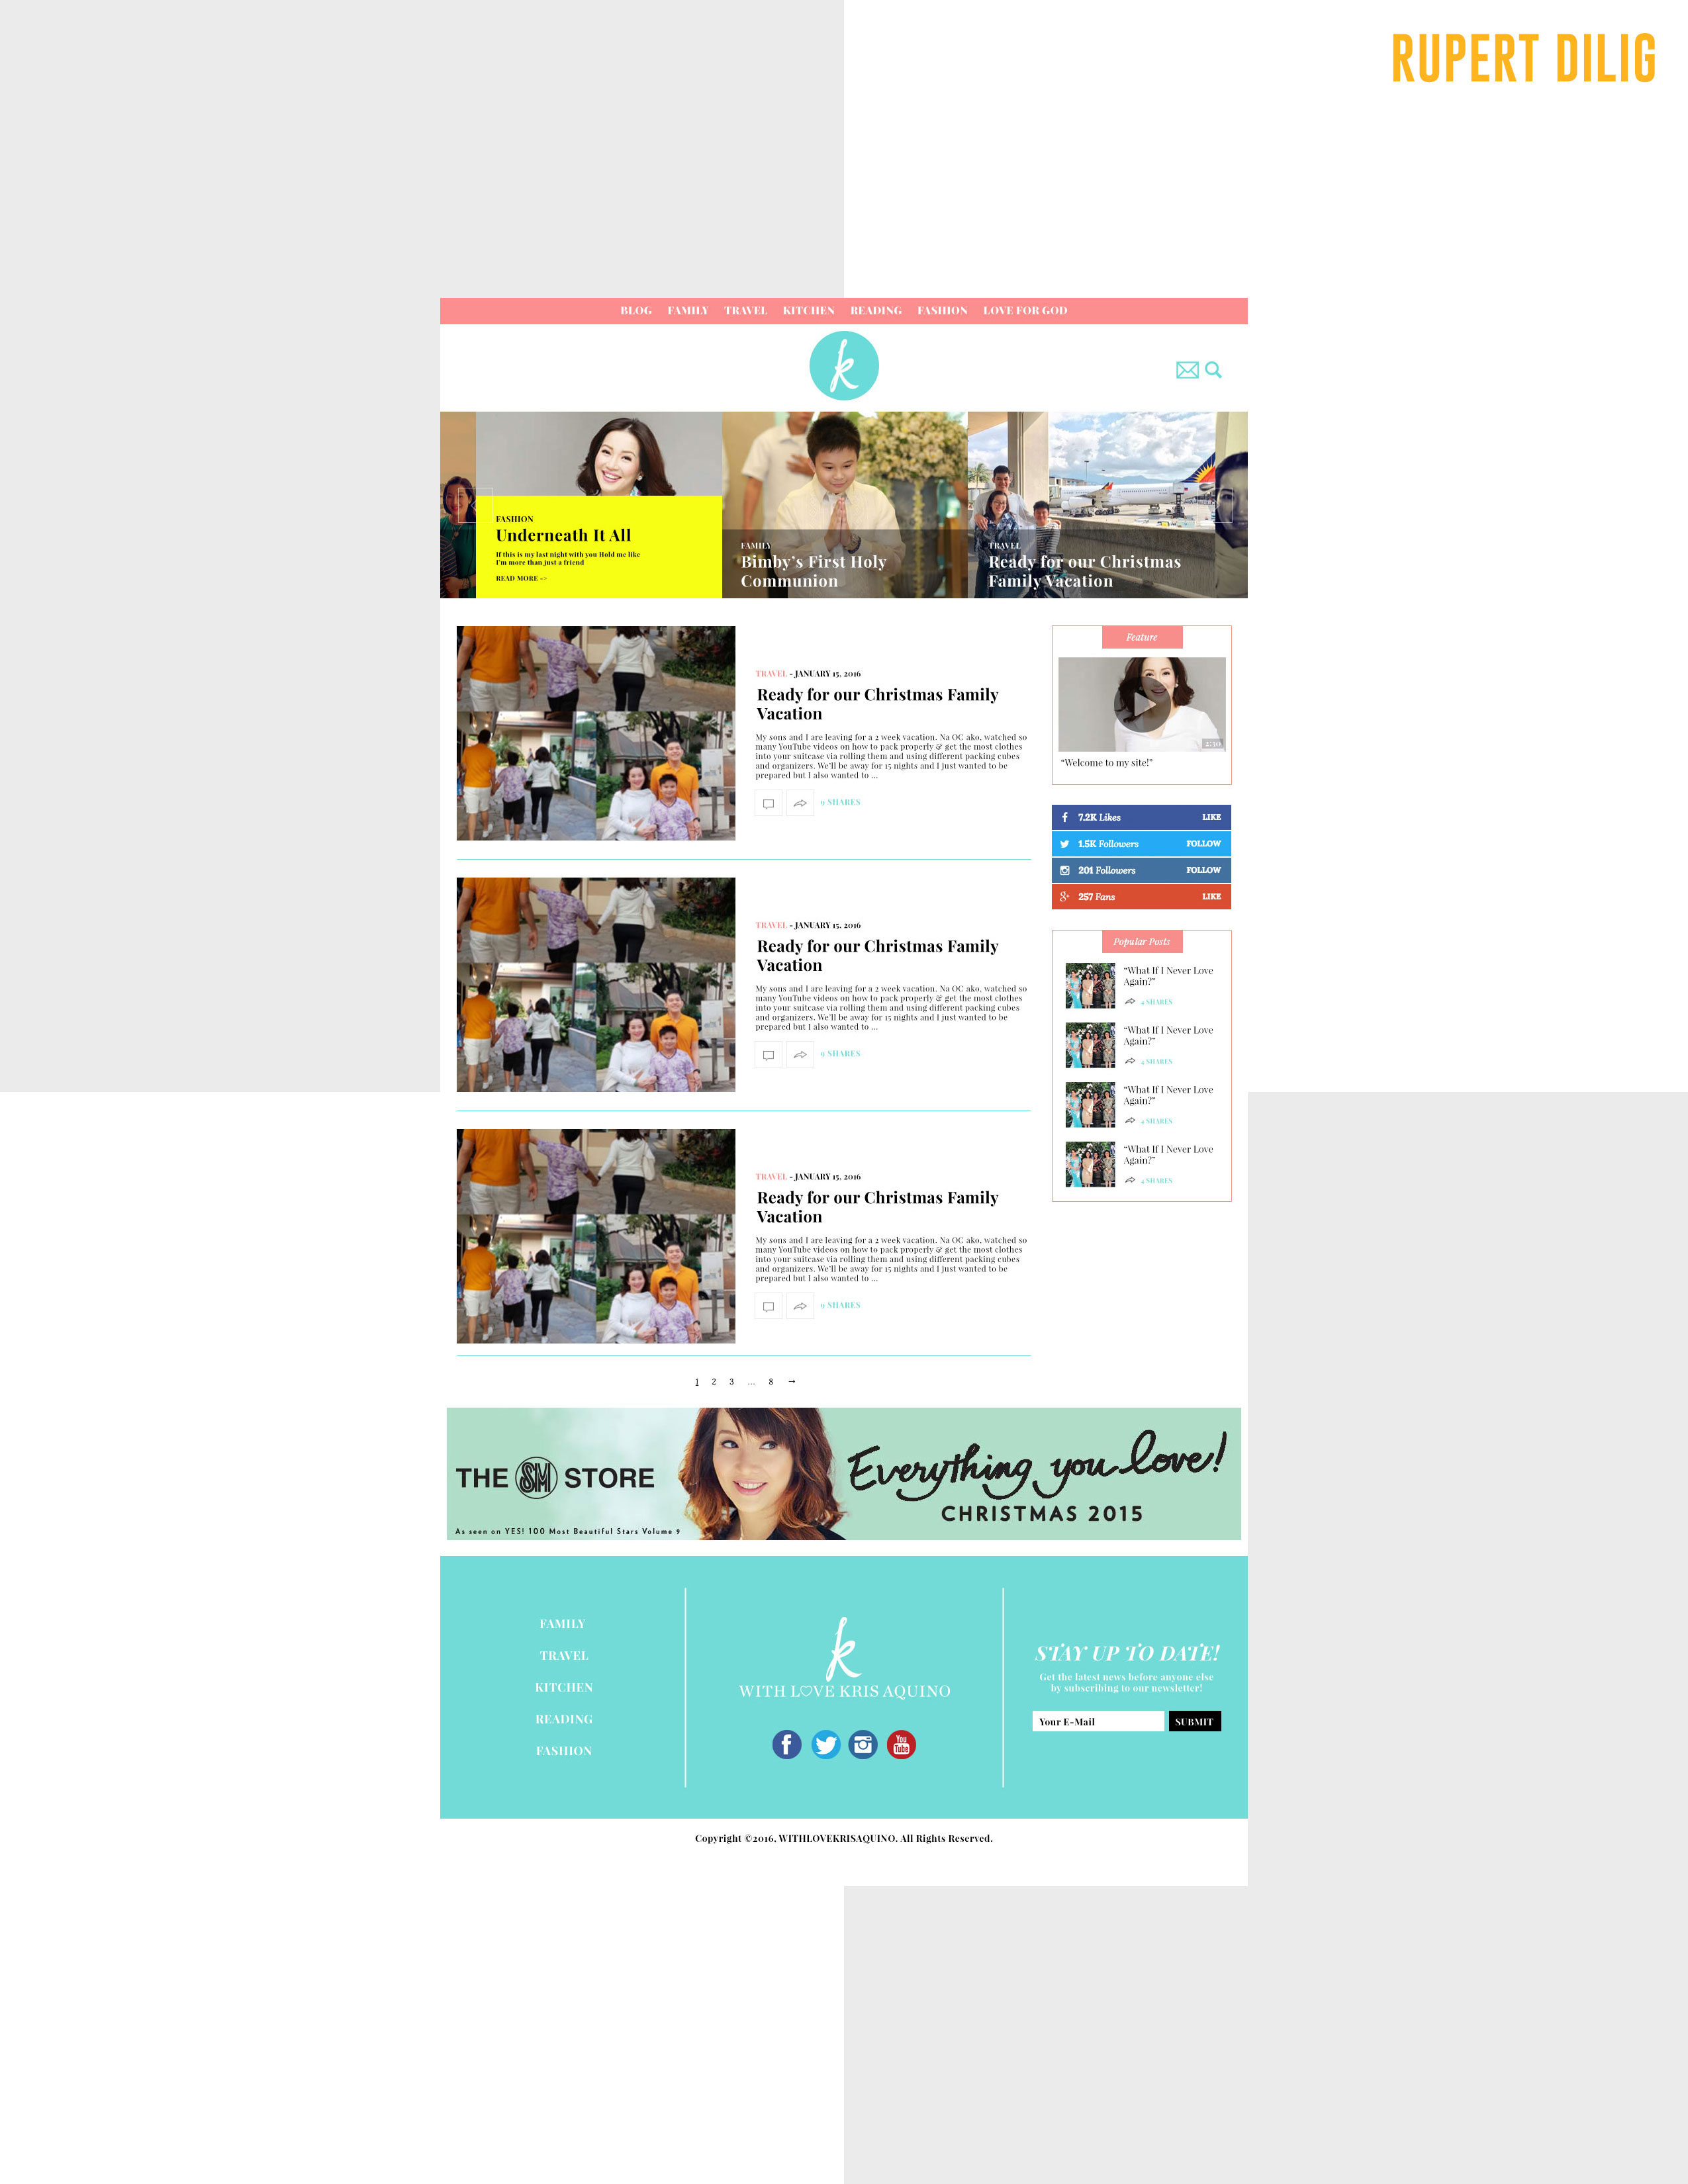 RUPERT DILIG
BLOG FAMILY TRAVEL KITCHEN READING FASHION LOVE FOR GOD
k
FASHION
Underneath It All
If this is my last night with you Hold me like
I'm more than just a friend
READ MORE ->
FAMILY
Bimby's First Holy
Communion
TRAVEL
Ready for our Christmas
Family Vacation
TRAVEL - JANUARY 15, 2016
Ready for our Christmas Family
Vacation
My sons and I are leaving for a 2 week vacation. Na OC ako, watched so
many YouTube videos on how to pack properly & get the most clothes
into your suitcase via rolling them and using different packing cubes
and organizers. We'll be away for 15 nights and I just wanted to be
prepared but I also wanted to ...
9 SHARES
TRAVEL - JANUARY 15, 2016
Ready for our Christmas Family
Vacation
My sons and I are leaving for a 2 week vacation. Na OC ako, watched so
many YouTube videos on how to pack properly & get the most clothes
into your suitcase via rolling them and using different packing cubes
and organizers. We'll be away for 15 nights and I just wanted to be
prepared but I also wanted to ...
9 SHARES
TRAVEL - JANUARY 15, 2016
Ready for our Christmas Family
Vacation
My sons and I are leaving for a 2 week vacation. Na OC ako, watched so
many YouTube videos on how to pack properly & get the most clothes
into your suitcase via rolling them and using different packing cubes
and organizers. We'll be away for 15 nights and I just wanted to be
prepared but I also wanted to ...
9 SHARES
1 2 3 ... 8 →
Feature
2:30
“Welcome to my site!”
7.2K Likes LIKE
1.5K Followers FOLLOW
201 Followers FOLLOW
257 Fans LIKE
Popular Posts
“What If I Never Love
Again?”
4 SHARES
“What If I Never Love
Again?”
4 SHARES
“What If I Never Love
Again?”
4 SHARES
“What If I Never Love
Again?”
4 SHARES
THE SM STORE
As seen on YES! 100 Most Beautiful Stars Volume 9
Everything you love!
CHRISTMAS 2015
FAMILY
TRAVEL
KITCHEN
READING
FASHION
k
WITH L♡VE KRIS AQUINO
You
Tube
STAY UP TO DATE!
Get the latest news before anyone else
by subscribing to our newsletter!
Your E-Mail SUBMIT
Copyright ©2016, WITHLOVEKRISAQUINO. All Rights Reserved.